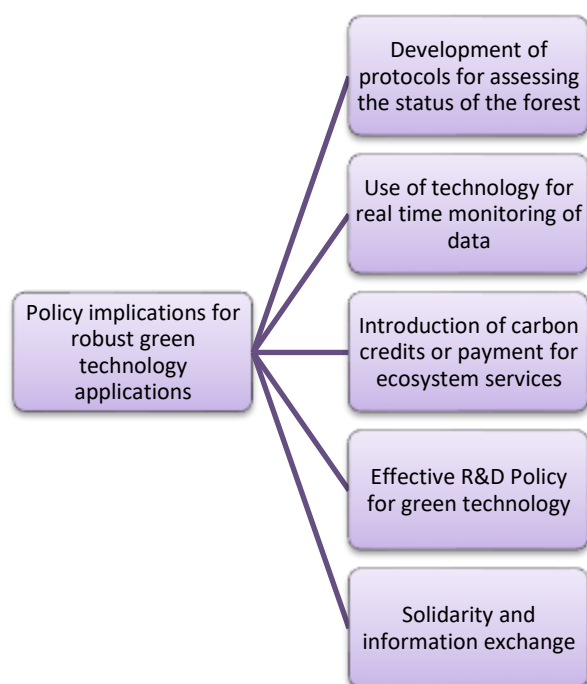 Development of
protocols for assessing
the status of the forest
Use of technology for
real time monitoring of
data
Policy implications for
robust green
technology
applications
Introduction of carbon
credits or payment for
ecosystem services
Effective R&D Policy
for green technology
Solidarity and
information exchange